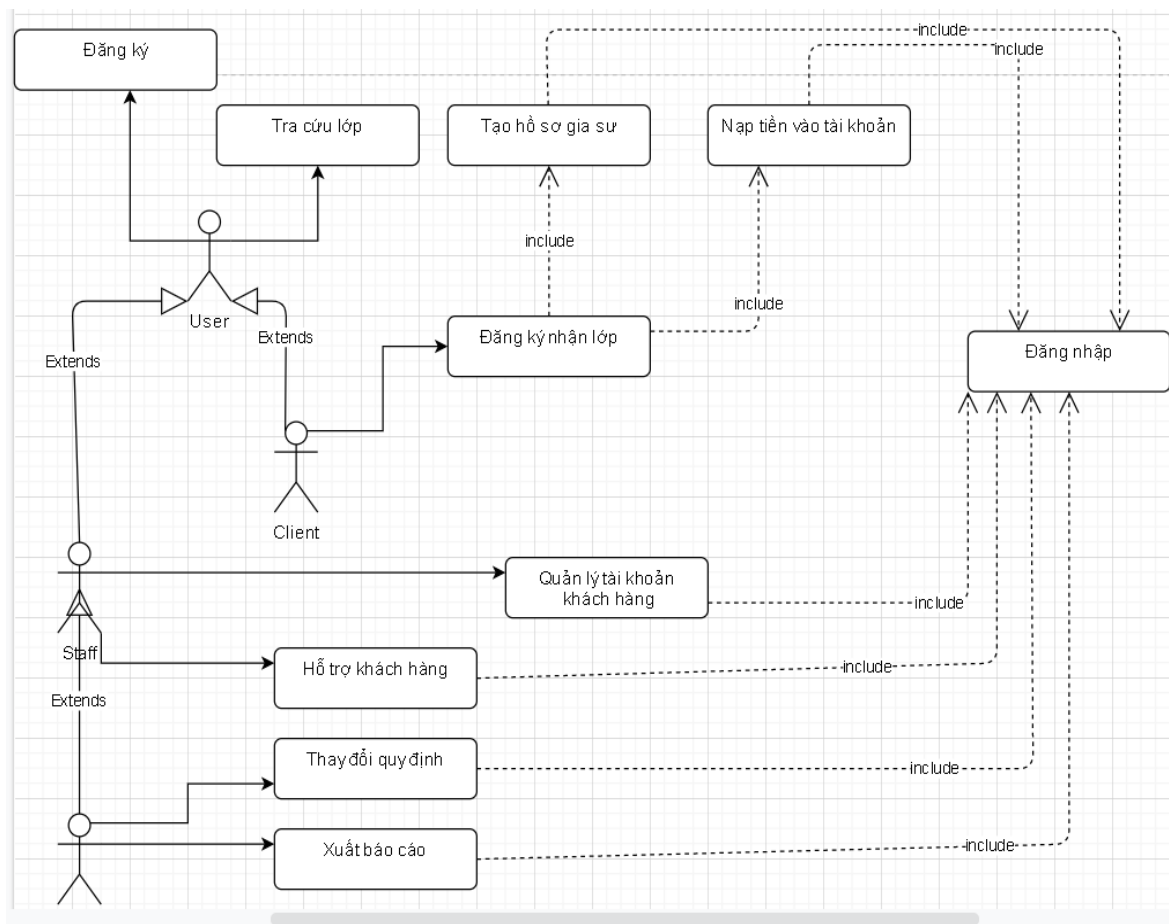 Đăng ký
include
include
Tra cứu lớp
Tạo hồ sơ gia sư
Nạp tiền vào tài khoản
include
include
User
Extends
Đăng ký nhận lớp
Đăng nhập
Extends
Client
Quản lý tài khoản
khách hàng
include
Staff
Hỗ trợ khách hàng
include
Extends
Thay đổi quy định
include
Xuất báo cáo
include